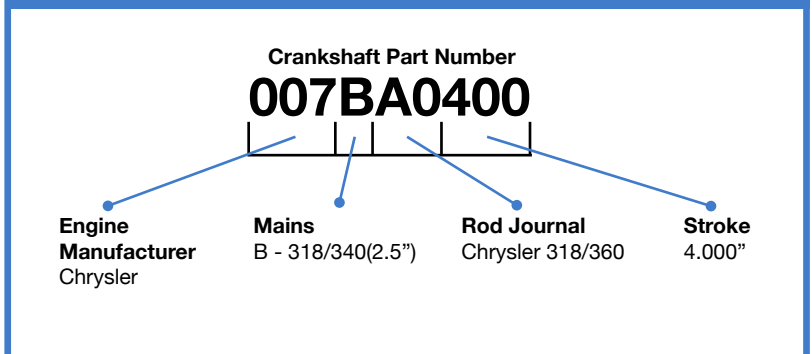 Crankshaft Part Number
007BA0400
Engine
Manufacturer
Chrysler
Mains
B - 318/340(2.5”)
Rod Journal
Chrysler 318/360
Stroke
4.000”